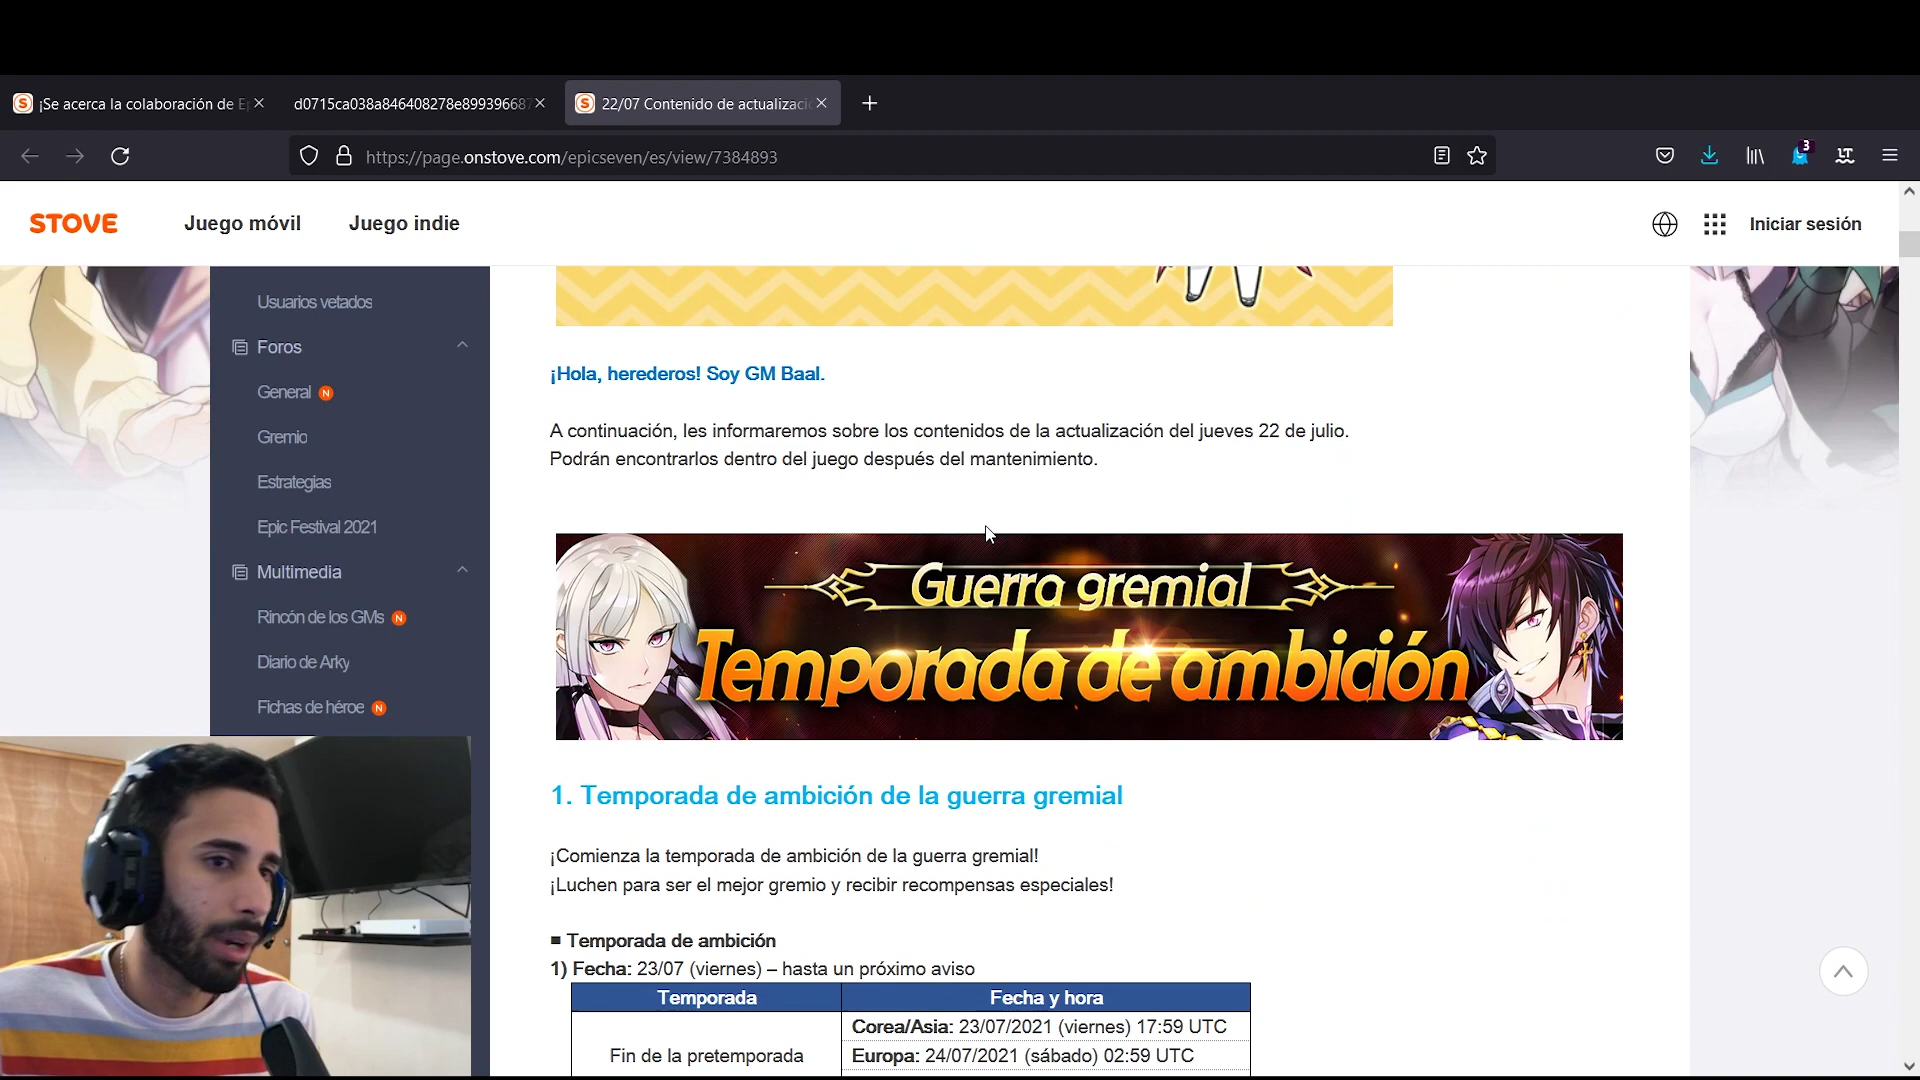 ¡Se acerca la colaboración de E
d0715ca038a846408278e899396687
22/07 Contenido de actualizaci
https://page.onstove.com/epicseven/es/view/7384893
3
STOVE
Juego móvil
Juego indie
Iniciar sesión
Usuarios vetados
Foros
General N
Gremio
Estrategias
Epic Festival 2021
Multimedia
Rincón de los GMs N
Diario de Arky
Fichas de héroe N
¡Hola, herederos! Soy GM Baal.
A continuación, les informaremos sobre los contenidos de la actualización del jueves 22 de julio.
Podrán encontrarlos dentro del juego después del mantenimiento.
Guerra gremial
Temporada de ambición
1. Temporada de ambición de la guerra gremial
¡Comienza la temporada de ambición de la guerra gremial!
¡Luchen para ser el mejor gremio y recibir recompensas especiales!
■ Temporada de ambición
1) Fecha: 23/07 (viernes) – hasta un próximo aviso
Temporada
Fecha y hora
Fin de la pretemporada
Corea/Asia: 23/07/2021 (viernes) 17:59 UTC
Europa: 24/07/2021 (sábado) 02:59 UTC